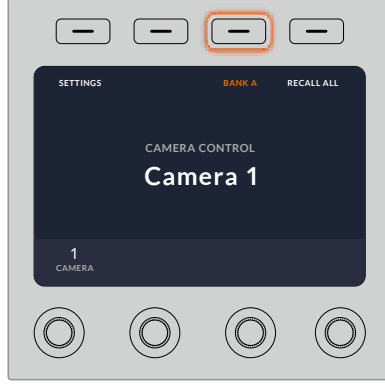 SETTINGS BANK A RECALL ALL
CAMERA CONTROL
Camera 1
1
CAMERA